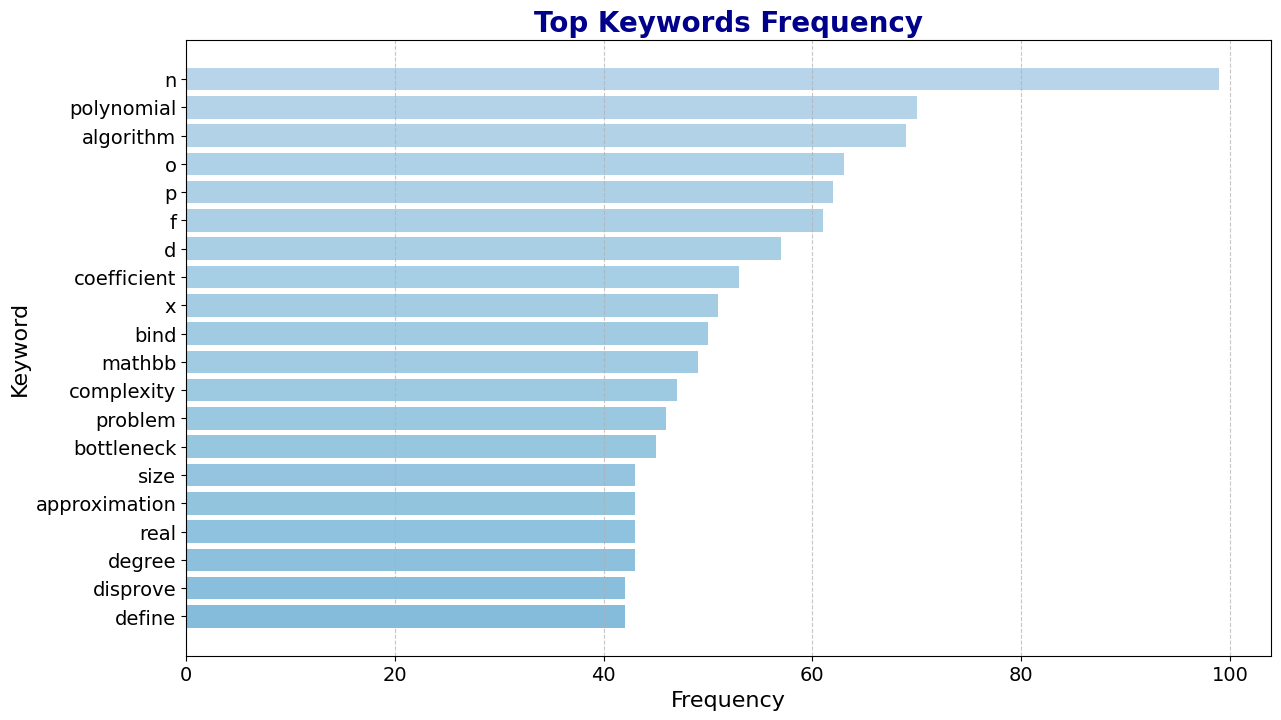 Top Keywords Frequency
Keyword
n
polynomial
algorithm
o
p
f
d
coefficient
x
bind
mathbb
complexity
problem
bottleneck
size
approximation
real
degree
disprove
define
0 20 40 60 80 100
Frequency